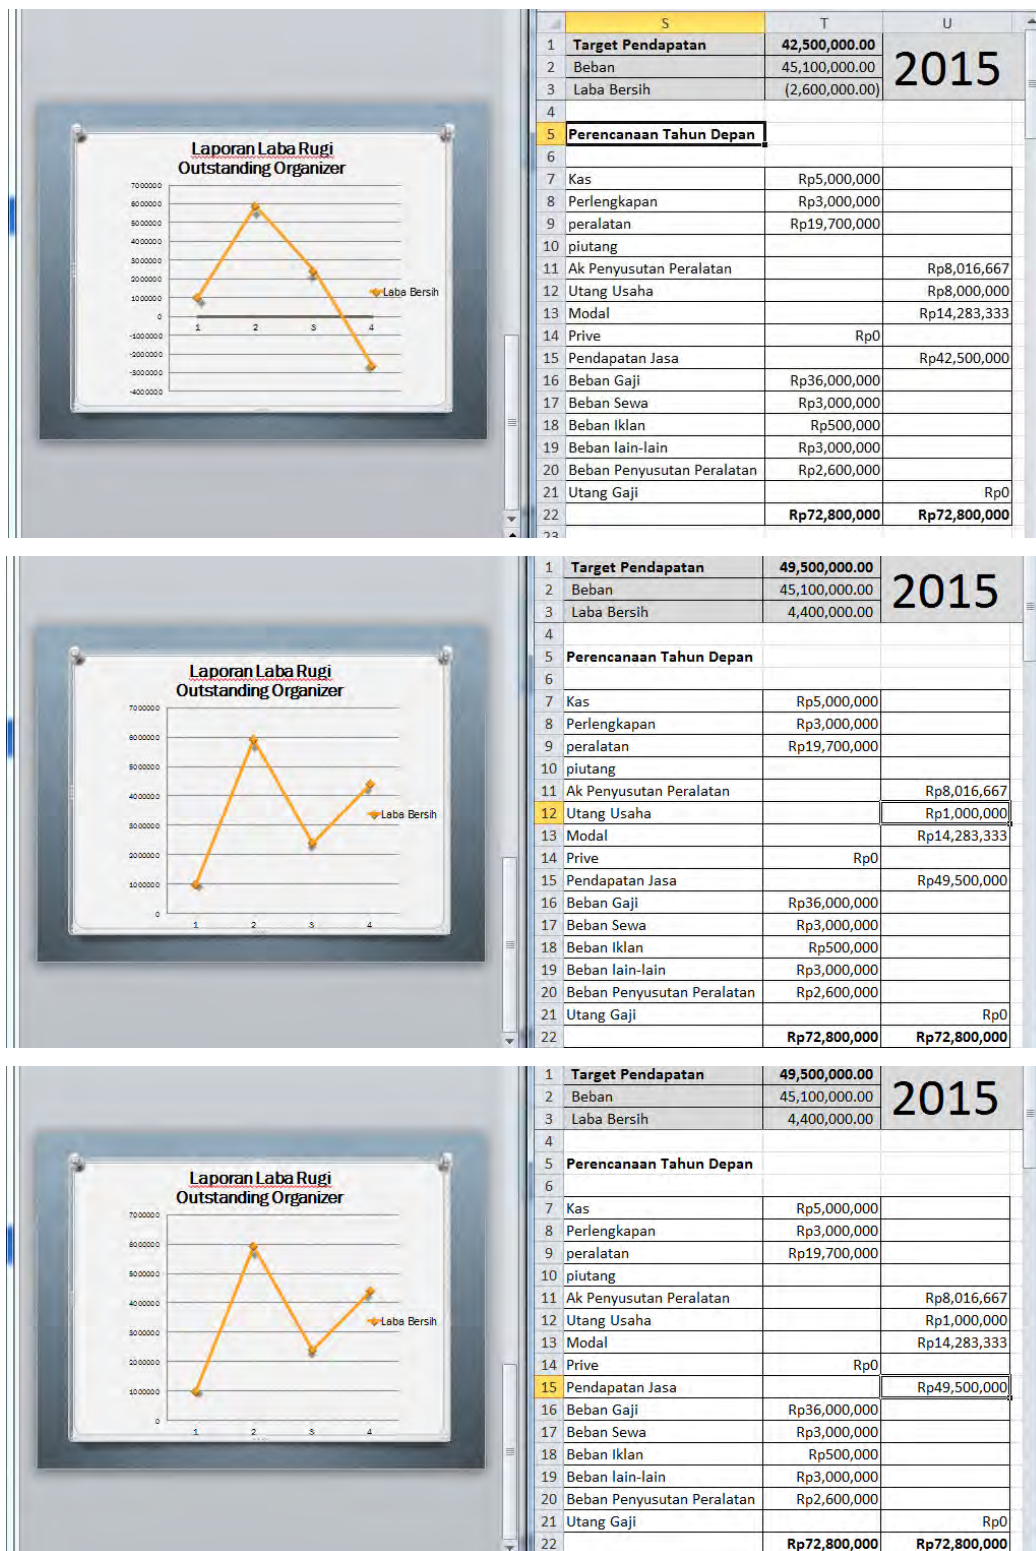 Laporan Laba Rugi
Outstanding Organizer
7000000
6000000
5000000
4000000
3000000
2000000
1000000
0
-1000000
-2000000
-3000000
-4000000
1 2 3 4
Laba Bersih
S T U
1 Target Pendapatan 42,500,000.00 2015
2 Beban 45,100,000.00
3 Laba Bersih (2,600,000.00)
4
5 Perencanaan Tahun Depan
6
7 Kas Rp5,000,000
8 Perlengkapan Rp3,000,000
9 peralatan Rp19,700,000
10 piutang
11 Ak Penyusutan Peralatan Rp8,016,667
12 Utang Usaha Rp8,000,000
13 Modal Rp14,283,333
14 Prive Rp0
15 Pendapatan Jasa Rp42,500,000
16 Beban Gaji Rp36,000,000
17 Beban Sewa Rp3,000,000
18 Beban Iklan Rp500,000
19 Beban lain-lain Rp3,000,000
20 Beban Penyusutan Peralatan Rp2,600,000
21 Utang Gaji Rp0
22 Rp72,800,000 Rp72,800,000
23
Laporan Laba Rugi
Outstanding Organizer
7000000
6000000
5000000
4000000
3000000
2000000
1000000
0
1 2 3 4
Laba Bersih
1 Target Pendapatan 49,500,000.00 2015
2 Beban 45,100,000.00
3 Laba Bersih 4,400,000.00
4
5 Perencanaan Tahun Depan
6
7 Kas Rp5,000,000
8 Perlengkapan Rp3,000,000
9 peralatan Rp19,700,000
10 piutang
11 Ak Penyusutan Peralatan Rp8,016,667
12 Utang Usaha Rp1,000,000
13 Modal Rp14,283,333
14 Prive Rp0
15 Pendapatan Jasa Rp49,500,000
16 Beban Gaji Rp36,000,000
17 Beban Sewa Rp3,000,000
18 Beban Iklan Rp500,000
19 Beban lain-lain Rp3,000,000
20 Beban Penyusutan Peralatan Rp2,600,000
21 Utang Gaji Rp0
22 Rp72,800,000 Rp72,800,000
Laporan Laba Rugi
Outstanding Organizer
7000000
6000000
5000000
4000000
3000000
2000000
1000000
0
1 2 3 4
Laba Bersih
1 Target Pendapatan 49,500,000.00 2015
2 Beban 45,100,000.00
3 Laba Bersih 4,400,000.00
4
5 Perencanaan Tahun Depan
6
7 Kas Rp5,000,000
8 Perlengkapan Rp3,000,000
9 peralatan Rp19,700,000
10 piutang
11 Ak Penyusutan Peralatan Rp8,016,667
12 Utang Usaha Rp1,000,000
13 Modal Rp14,283,333
14 Prive Rp0
15 Pendapatan Jasa Rp49,500,000
16 Beban Gaji Rp36,000,000
17 Beban Sewa Rp3,000,000
18 Beban Iklan Rp500,000
19 Beban lain-lain Rp3,000,000
20 Beban Penyusutan Peralatan Rp2,600,000
21 Utang Gaji Rp0
22 Rp72,800,000 Rp72,800,000